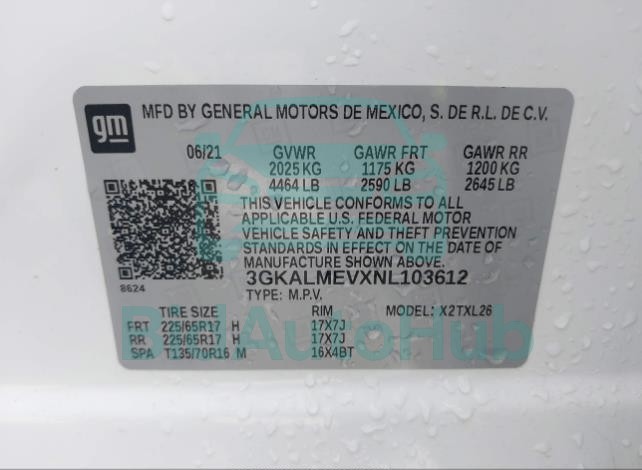 gm
MFD BY GENERAL MOTORS DE MEXICO, S. DE R.L. DE C.V.
06/21 GVWR GAWR FRT GAWR RR
2025 KG 1175 KG 1200 KG
4464 LB 2590 LB 2645 LB
THIS VEHICLE CONFORMS TO ALL
APPLICABLE U.S. FEDERAL MOTOR
VEHICLE SAFETY AND THEFT PREVENTION
STANDARDS IN EFFECT ON THE DATE OF
MANUFACTURE SHOWN ABOVE.
8624
3GKALMEVXNL103612
TYPE: M.P.V. MODEL: X2TXL26
TIRE SIZE RIM
FRT 225/65R17 H 17X7J
RR 225/65R17 H 17X7J
SPA T135/70R16 M 16X4BT
BidAutoHub